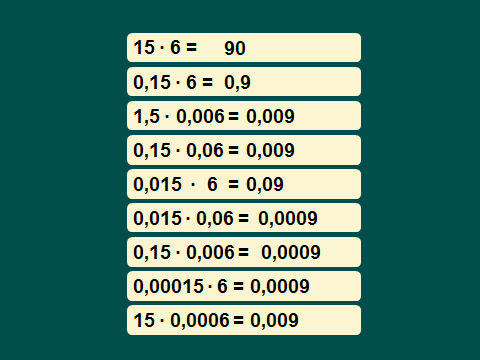 15 · 6 = 90
0,15 · 6 = 0,9
1,5 · 0,006 = 0,009
0,15 · 0,06 = 0,009
0,015 · 6 = 0,09
0,015 · 0,06 = 0,0009
0,15 · 0,006 = 0,0009
0,00015 · 6 = 0,0009
15 · 0,0006 = 0,009